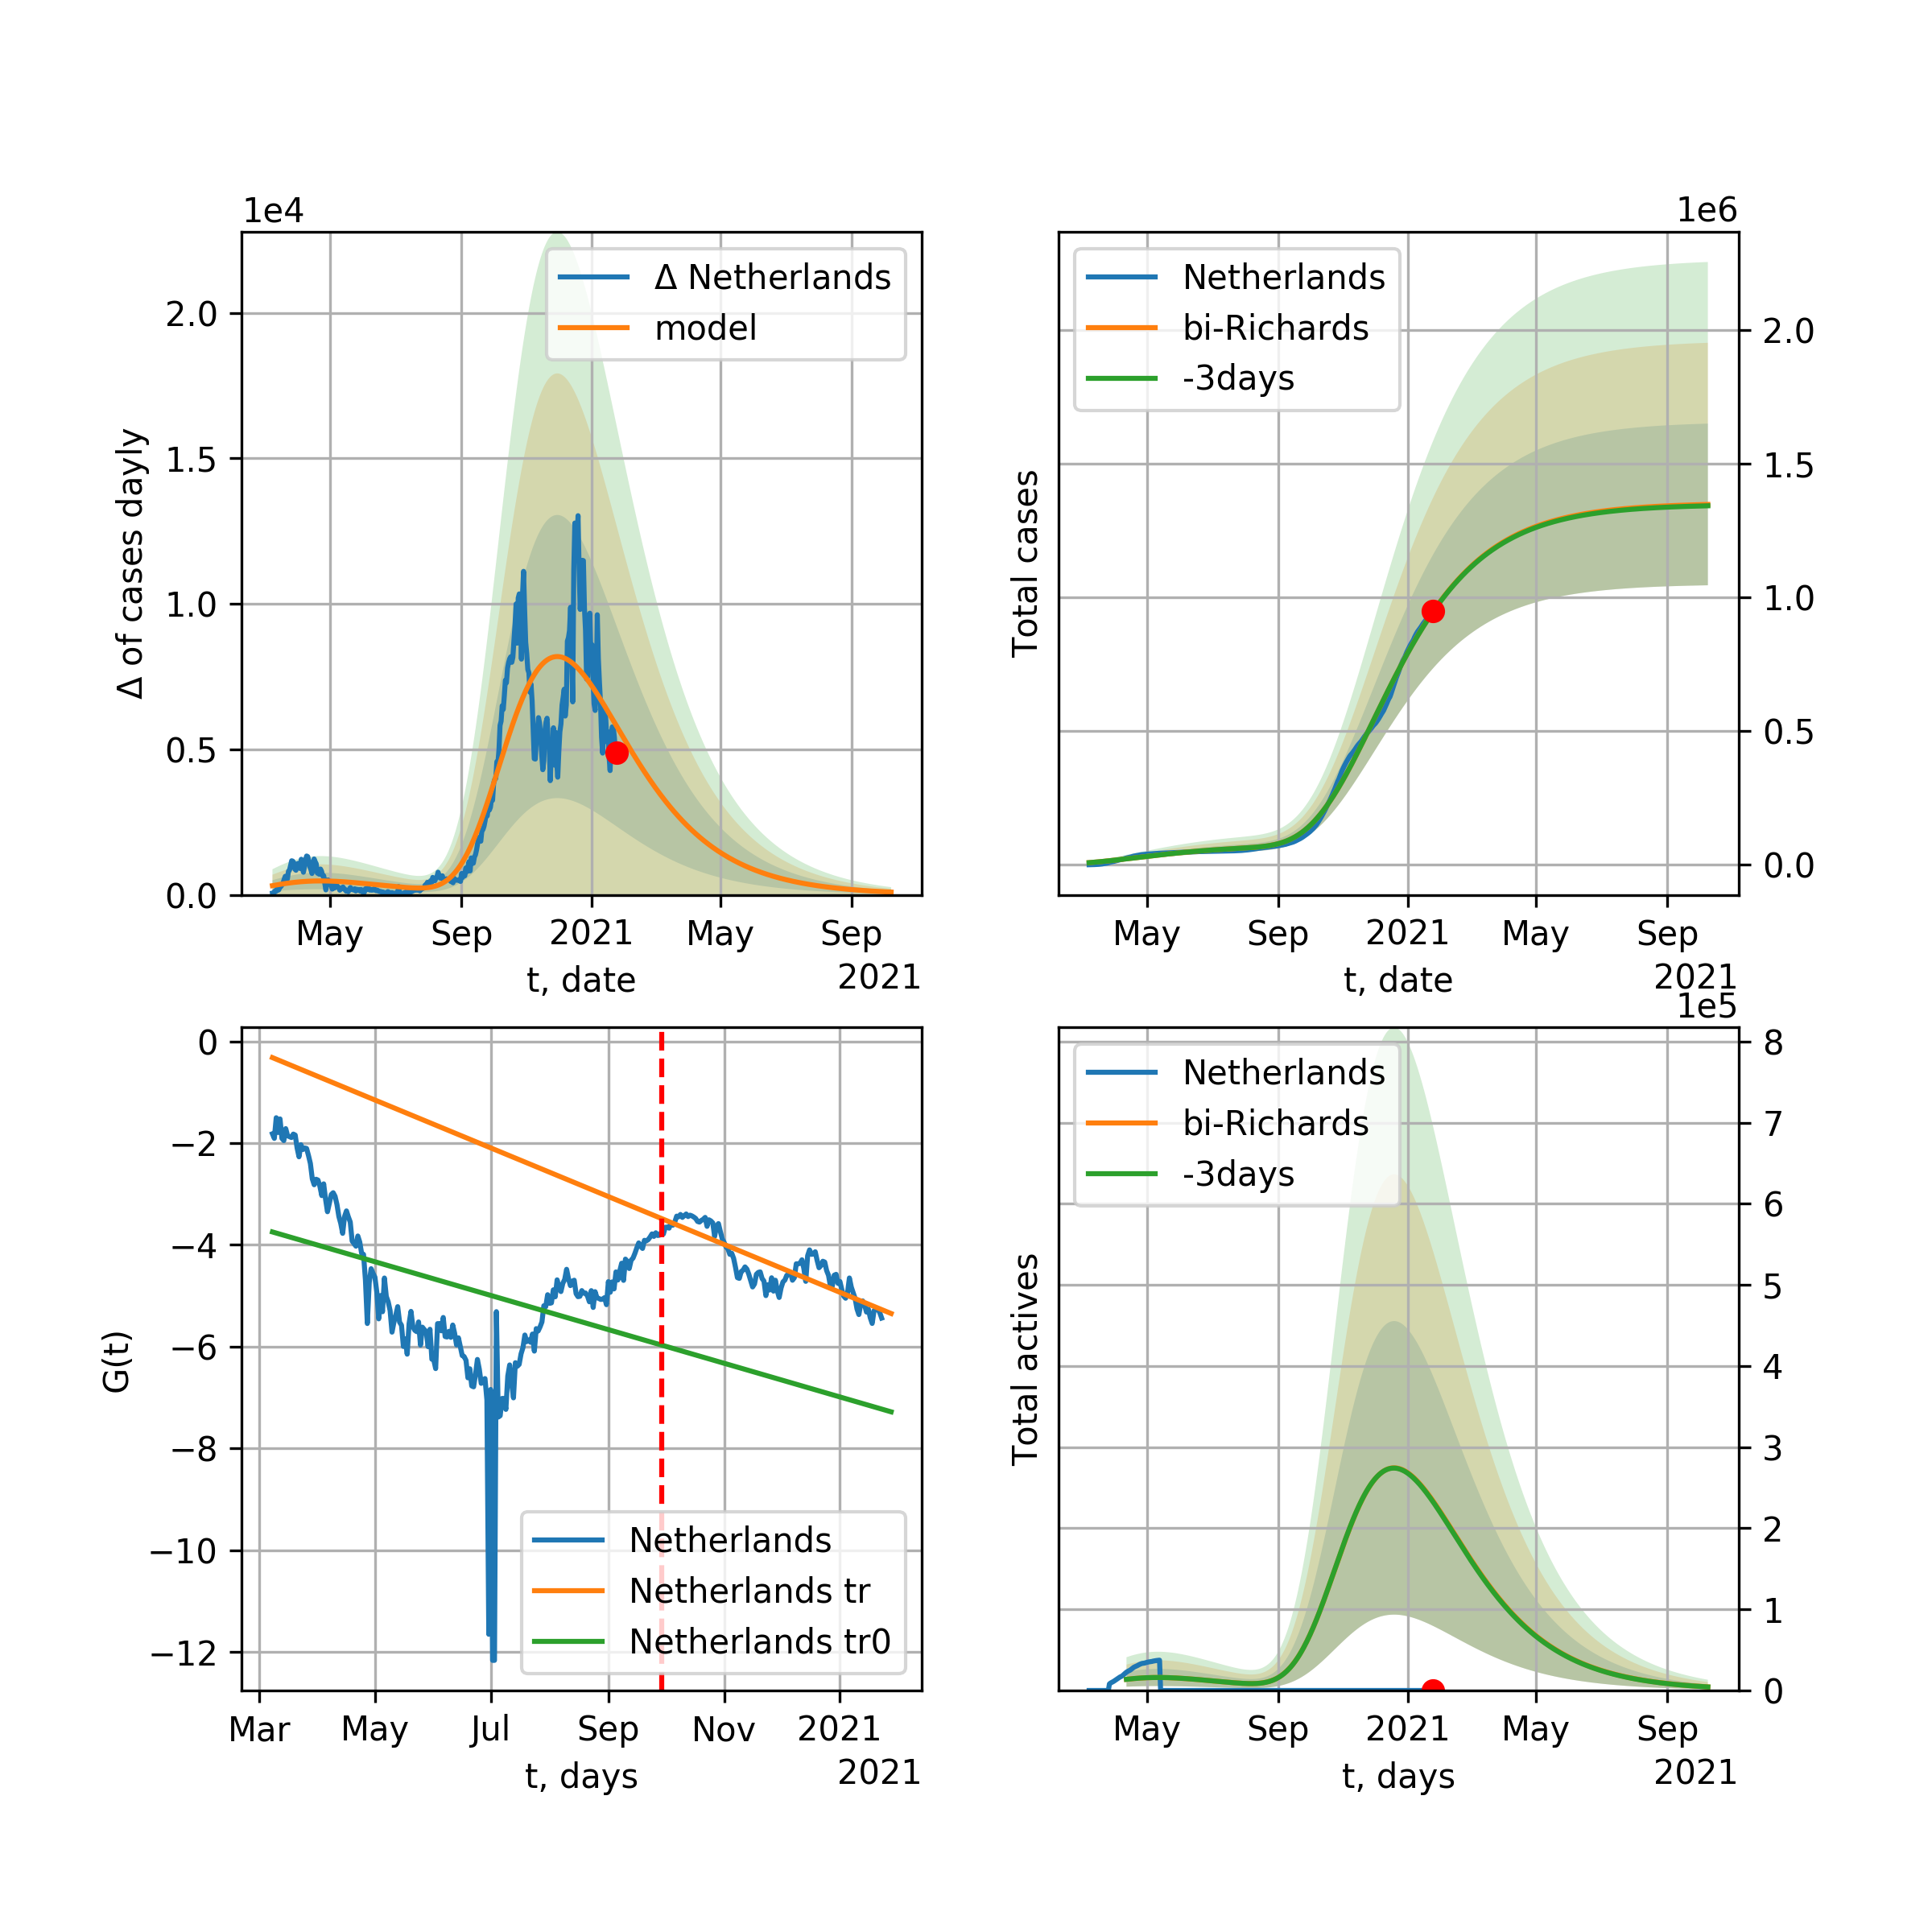 1e4
Δ of cases dayly
2.0
1.5
1.0
0.5
0.0
Δ Netherlands
model
May Sep 2021 May Sep
t, date
2021
1e6
Total cases
Netherlands
bi-Richards
-3days
2.0
1.5
1.0
0.5
0.0
May Sep 2021 May Sep
t, date
2021
G(t)
0
−2
−4
−6
−8
−10
−12
Netherlands
Netherlands tr
Netherlands tr0
Mar May Jul Sep Nov 2021
t, days
2021
1e5
Total actives
Netherlands
bi-Richards
-3days
8
7
6
5
4
3
2
1
0
May Sep 2021 May Sep
t, days
2021